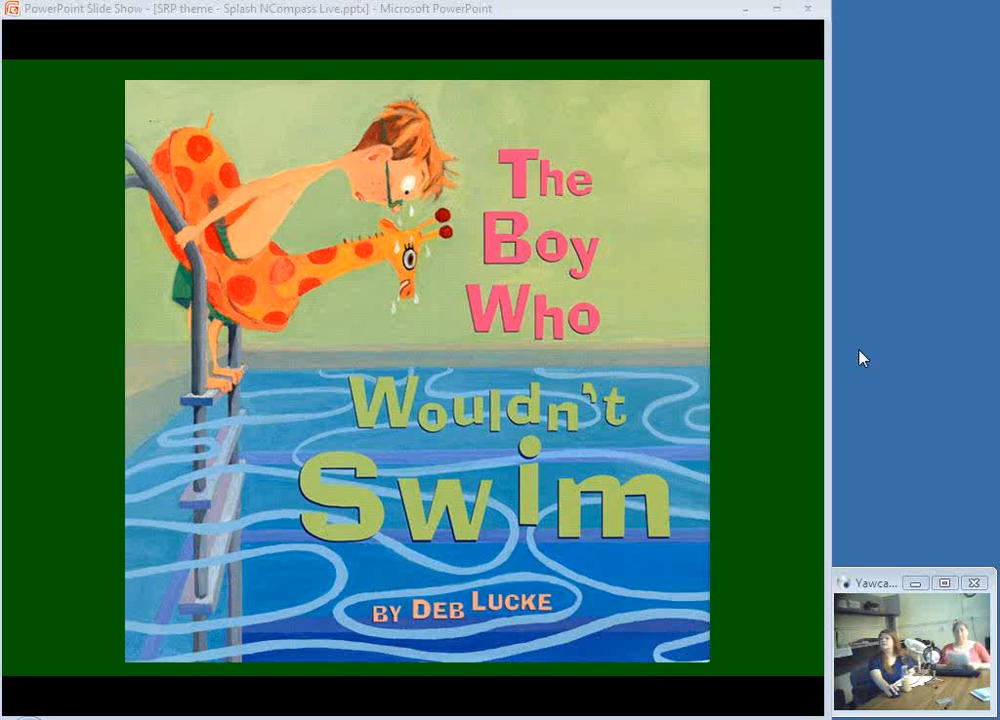 PowerPoint Slide Show - [SRP theme - Splash NCompass Live.pptx] - Microsoft PowerPoint
The
Boy
Who
Wouldn't
Swim
BY DEB LUCKE
Yawca...